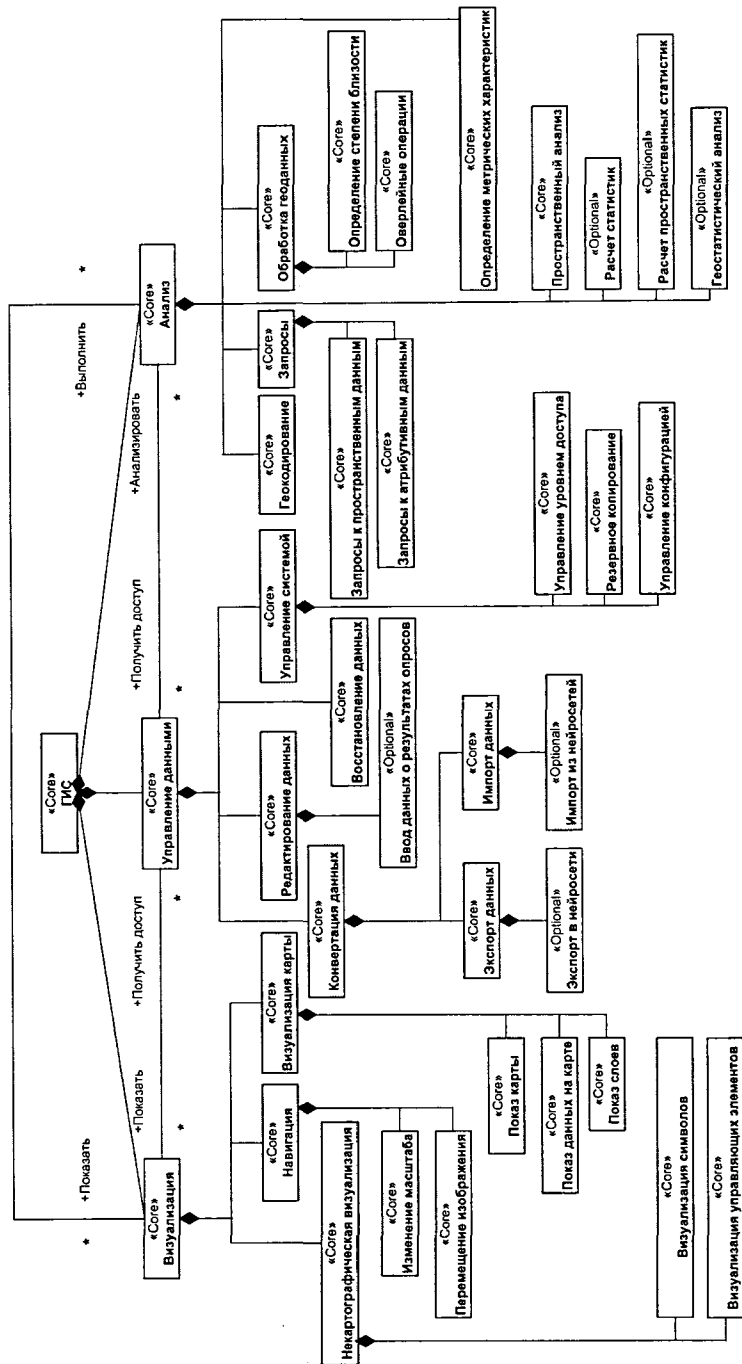 «Core»
ГИС
+Показать
+Показать
+Получить доступ
+Получить доступ
+Анализировать
+Выполнить
*
*
*
*
*
*
«Core»
Визуализация
«Core»
Управление данными
«Core»
Анализ
«Core»
Навигация
«Core»
Визуализация карты
«Core»
Конвертация данных
«Core»
Редактирование данных
«Core»
Управление системой
«Core»
Геокодирование
«Core»
Запросы
«Core»
Обработка геоданных
«Core»
Некартографическая визуализация
«Core»
Восстановление данных
«Core»
Запросы к пространственным данным
«Core»
Определение степени близости
«Core»
Изменение масштаба
«Optional»
Ввод данных о результатах опросов
«Core»
Запросы к атрибутивным данным
«Core»
Оверлейные операции
«Core»
Перемещение изображения
«Core»
Экспорт данных
«Core»
Импорт данных
«Core»
Определение метрических характеристик
«Core»
Показ карты
«Core»
Показ данных на карте
«Core»
Показ слоев
«Optional»
Экспорт в нейросети
«Optional»
Импорт из нейросетей
«Core»
Управление уровнем доступа
«Core»
Резервное копирование
«Core»
Управление конфигурацией
«Core»
Пространственный анализ
«Optional»
Расчет статистик
«Optional»
Расчет пространственных статистик
«Optional»
Геостатистический анализ
«Core»
Визуализация символов
«Core»
Визуализация управляющих элементов